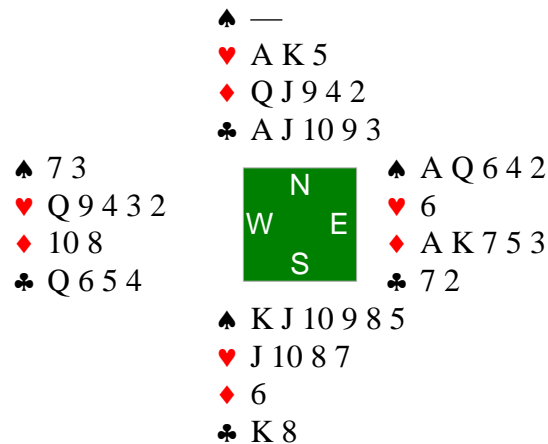 ♠ —
♥ A K 5
♦ Q J 9 4 2
♣ A J 10 9 3
♠ 7 3
♥ Q 9 4 3 2
♦ 10 8
♣ Q 6 5 4
N
W E
S
♠ A Q 6 4 2
♥ 6
♦ A K 7 5 3
♣ 7 2
♠ K J 10 9 8 5
♥ J 10 8 7
♦ 6
♣ K 8